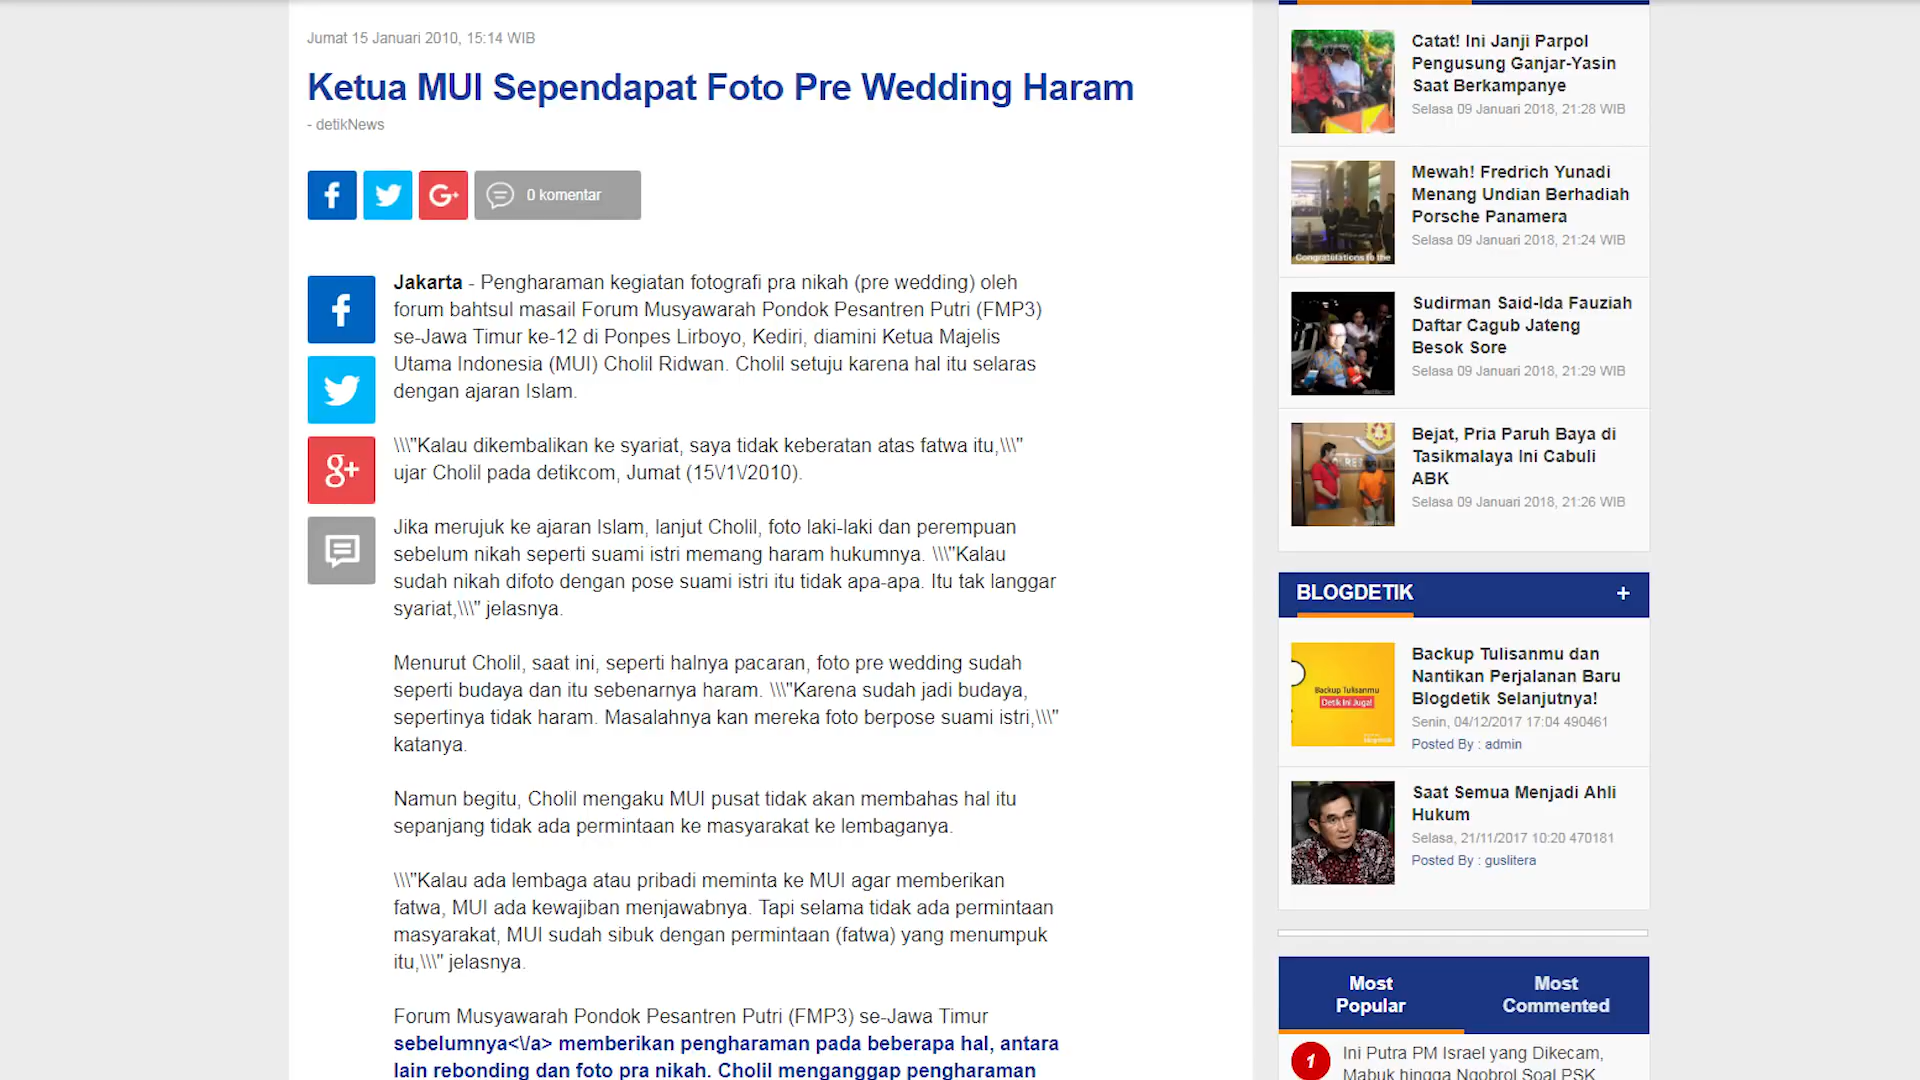 Jumat 15 Januari 2010, 15:14 WIB
Ketua MUI Sependapat Foto Pre Wedding Haram
- detikNews
0 komentar
Jakarta - Pengharaman kegiatan fotografi pra nikah (pre wedding) oleh
forum bahtsul masail Forum Musyawarah Pondok Pesantren Putri (FMP3)
se-Jawa Timur ke-12 di Ponpes Lirboyo, Kediri, diamini Ketua Majelis
Utama Indonesia (MUI) Cholil Ridwan. Cholil setuju karena hal itu selaras
dengan ajaran Islam.
\\\"Kalau dikembalikan ke syariat, saya tidak keberatan atas fatwa itu,\\\"
ujar Cholil pada detikcom, Jumat (15\/1\/2010).
Jika merujuk ke ajaran Islam, lanjut Cholil, foto laki-laki dan perempuan
sebelum nikah seperti suami istri memang haram hukumnya. \\\"Kalau
sudah nikah difoto dengan pose suami istri itu tidak apa-apa. Itu tak langgar
syariat,\\\" jelasnya.
Menurut Cholil, saat ini, seperti halnya pacaran, foto pre wedding sudah
seperti budaya dan itu sebenarnya haram. \\\"Karena sudah jadi budaya,
sepertinya tidak haram. Masalahnya kan mereka foto berpose suami istri,\\\"
katanya.
Namun begitu, Cholil mengaku MUI pusat tidak akan membahas hal itu
sepanjang tidak ada permintaan ke masyarakat ke lembaganya.
\\\"Kalau ada lembaga atau pribadi meminta ke MUI agar memberikan
fatwa, MUI ada kewajiban menjawabnya. Tapi selama tidak ada permintaan
masyarakat, MUI sudah sibuk dengan permintaan (fatwa) yang menumpuk
itu,\\\" jelasnya.
Forum Musyawarah Pondok Pesantren Putri (FMP3) se-Jawa Timur
sebelumnya<\/a> memberikan pengharaman pada beberapa hal, antara
lain rebonding dan foto pra nikah. Cholil menganggap pengharaman
Catat! Ini Janji Parpol
Pengusung Ganjar-Yasin
Saat Berkampanye
Selasa 09 Januari 2018, 21:28 WIB
Mewah! Fredrich Yunadi
Menang Undian Berhadiah
Porsche Panamera
Selasa 09 Januari 2018, 21:24 WIB
Congratulations to the
Sudirman Said-Ida Fauziah
Daftar Cagub Jateng
Besok Sore
Selasa 09 Januari 2018, 21:29 WIB
Bejat, Pria Paruh Baya di
Tasikmalaya Ini Cabuli
ABK
Selasa 09 Januari 2018, 21:26 WIB
BLOGDETIK +
Backup Tulisanmu
Detik Ini Juga!
Backup Tulisanmu dan
Nantikan Perjalanan Baru
Blogdetik Selanjutnya!
Senin, 04/12/2017 17:04 490461
Posted By : admin
Saat Semua Menjadi Ahli
Hukum
Selasa, 21/11/2017 10:20 470181
Posted By : guslitera
Most
Popular
Most
Commented
1
Ini Putra PM Israel yang Dikecam,
Mabuk hingga Ngobrol Soal PSK